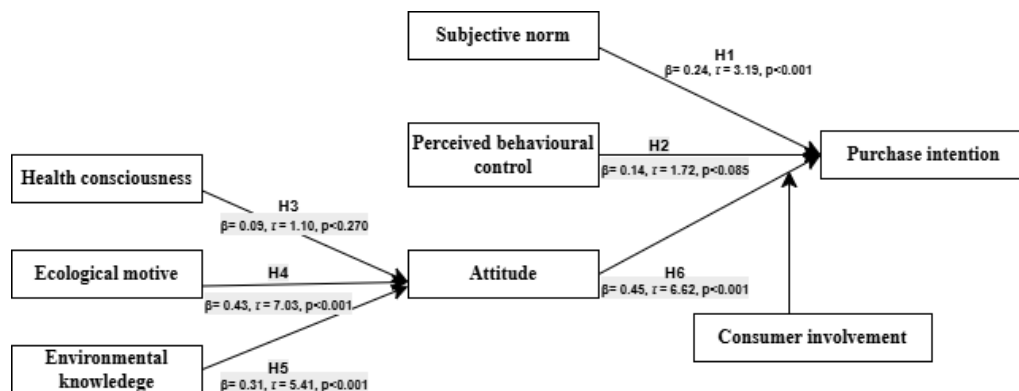 Subjective norm
H1
β= 0.24, τ = 3.19, p<0.001
Perceived behavioural
control
H2
β= 0.14, τ = 1.72, p<0.085
Purchase intention
Health consciousness
H3
β= 0.09, τ = 1.10, p<0.270
Ecological motive
H4
β= 0.43, τ = 7.03, p<0.001
Attitude
H6
β= 0.45, τ = 6.62, p<0.001
Consumer involvement
Environmental
knowledege
H5
β= 0.31, τ = 5.41, p<0.001